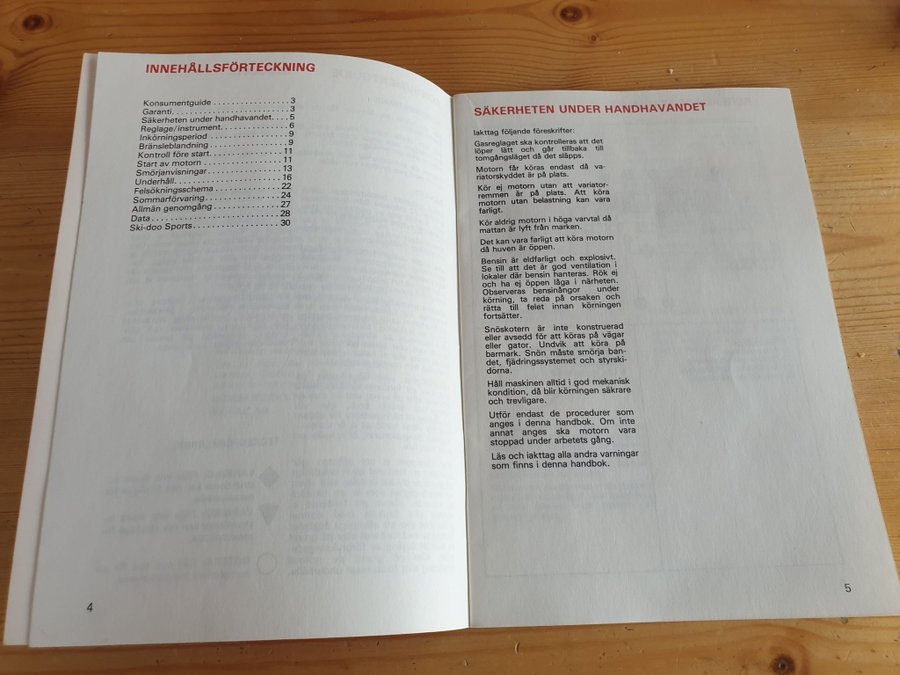 INNEHÅLLSFÖRTECKNING
Konsumentguide . . . . . . . . . . . . . . . 3
Garanti. . . . . . . . . . . . . . . . . . . . . . . 3
Säkerheten under handhavandet. . . . 5
Reglage/instrument. . . . . . . . . . . . . . 6
Inkörningsperiod . . . . . . . . . . . . . . . 9
Bränsleblandning . . . . . . . . . . . . . . . 9
Kontroll före start. . . . . . . . . . . . . . 11
Start av motorn . . . . . . . . . . . . . . . 11
Smörjanvisningar . . . . . . . . . . . . . . 13
Underhåll. . . . . . . . . . . . . . . . . . . . 16
Felsökningsschema . . . . . . . . . . . . . 22
Sommarförvaring . . . . . . . . . . . . . . 24
Allmän genomgång . . . . . . . . . . . . . 27
Data . . . . . . . . . . . . . . . . . . . . . . . 28
Ski-doo Sports . . . . . . . . . . . . . . . . 30
4
SÄKERHETEN UNDER HANDHAVANDET
Iakttag följande föreskrifter:
Gasreglaget ska kontrolleras att det
löper lätt och går tillbaka till
tomgångsläget då det släpps.
Motorn får köras endast då va-
riatorskyddet är på plats.
Kör ej motorn utan att variator-
remmen är på plats. Att köra
motorn utan belastning kan vara
farligt.
Kör aldrig motorn i höga varvtal då
mattan är lyft från marken.
Det kan vara farligt att köra motorn
då huven är öppen.
Bensin är eldfarligt och explosivt.
Se till att det är god ventilation i
lokaler där bensin hanteras. Rök ej
och ha ej öppen låga i närheten.
Observeras bensinångor under
körning, ta reda på orsaken och
rätta till felet innan körningen
fortsätter.
Snöskotern är inte konstruerad
eller avsedd för att köras på vägar
eller gator. Undvik att köra på
barmark. Snön måste smörja ban-
det, fjädringssystemet och styrski-
dorna.
Håll maskinen alltid i god mekanisk
kondition, då blir körningen säkrare
och trevligare.
Utför endast de procedurer som
anges i denna handbok. Om inte
annat anges ska motorn vara
stoppad under arbetets gång.
Läs och iakttag alla andra varningar
som finns i denna handbok.
5